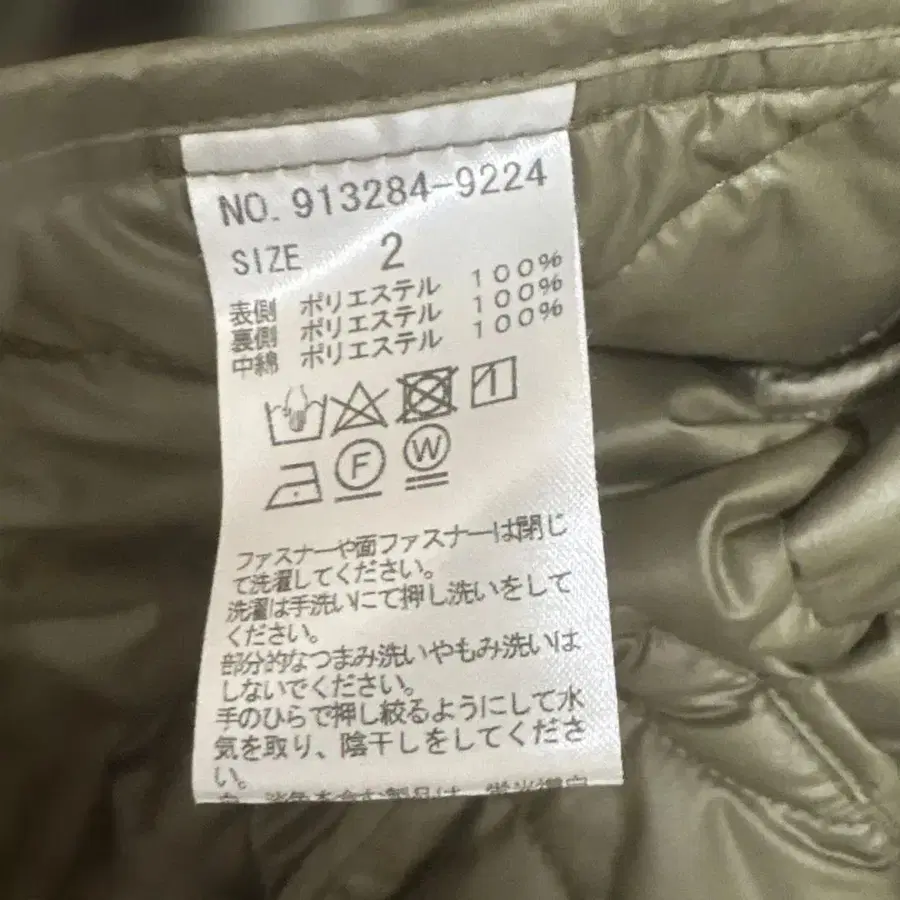 NO. 913284-9224
SIZE 2
表側 ポリエステル 100%
裏側 ポリエステル 100%
中綿 ポリエステル 100%
F W
ファスナーや面ファスナーは閉じ
て洗濯してください。
洗濯は手洗いにて押し洗いをして
ください。
部分的なつまみ洗いやもみ洗いは
しないでください。
手のひらで押し絞るようにして水
気を取り、陰干しをしてくださ
い。